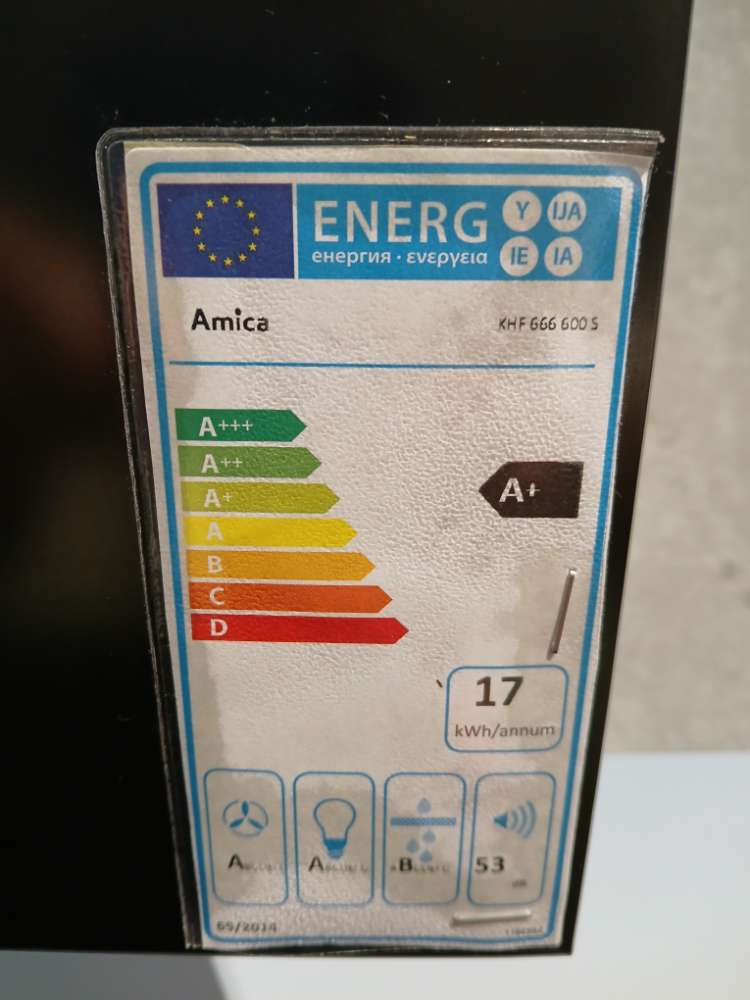 ENERG Y IJA
енергия · ενεργεια IE IA
Amica KHF 666 600 S
A+++
A++
A+
A+
A
B
C
D
17
kWh/annum
A A B 53
65/2014